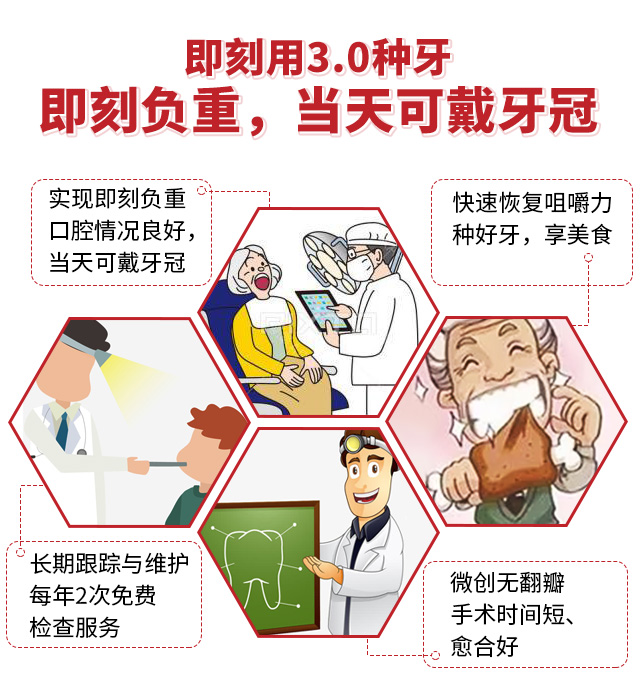 即刻用3.0种牙
即刻负重，当天可戴牙冠
实现即刻负重
口腔情况良好，
当天可戴牙冠
快速恢复咀嚼力
种好牙，享美食
长期跟踪与维护
每年2次免费
检查服务
微创无翻瓣
手术时间短、
愈合好